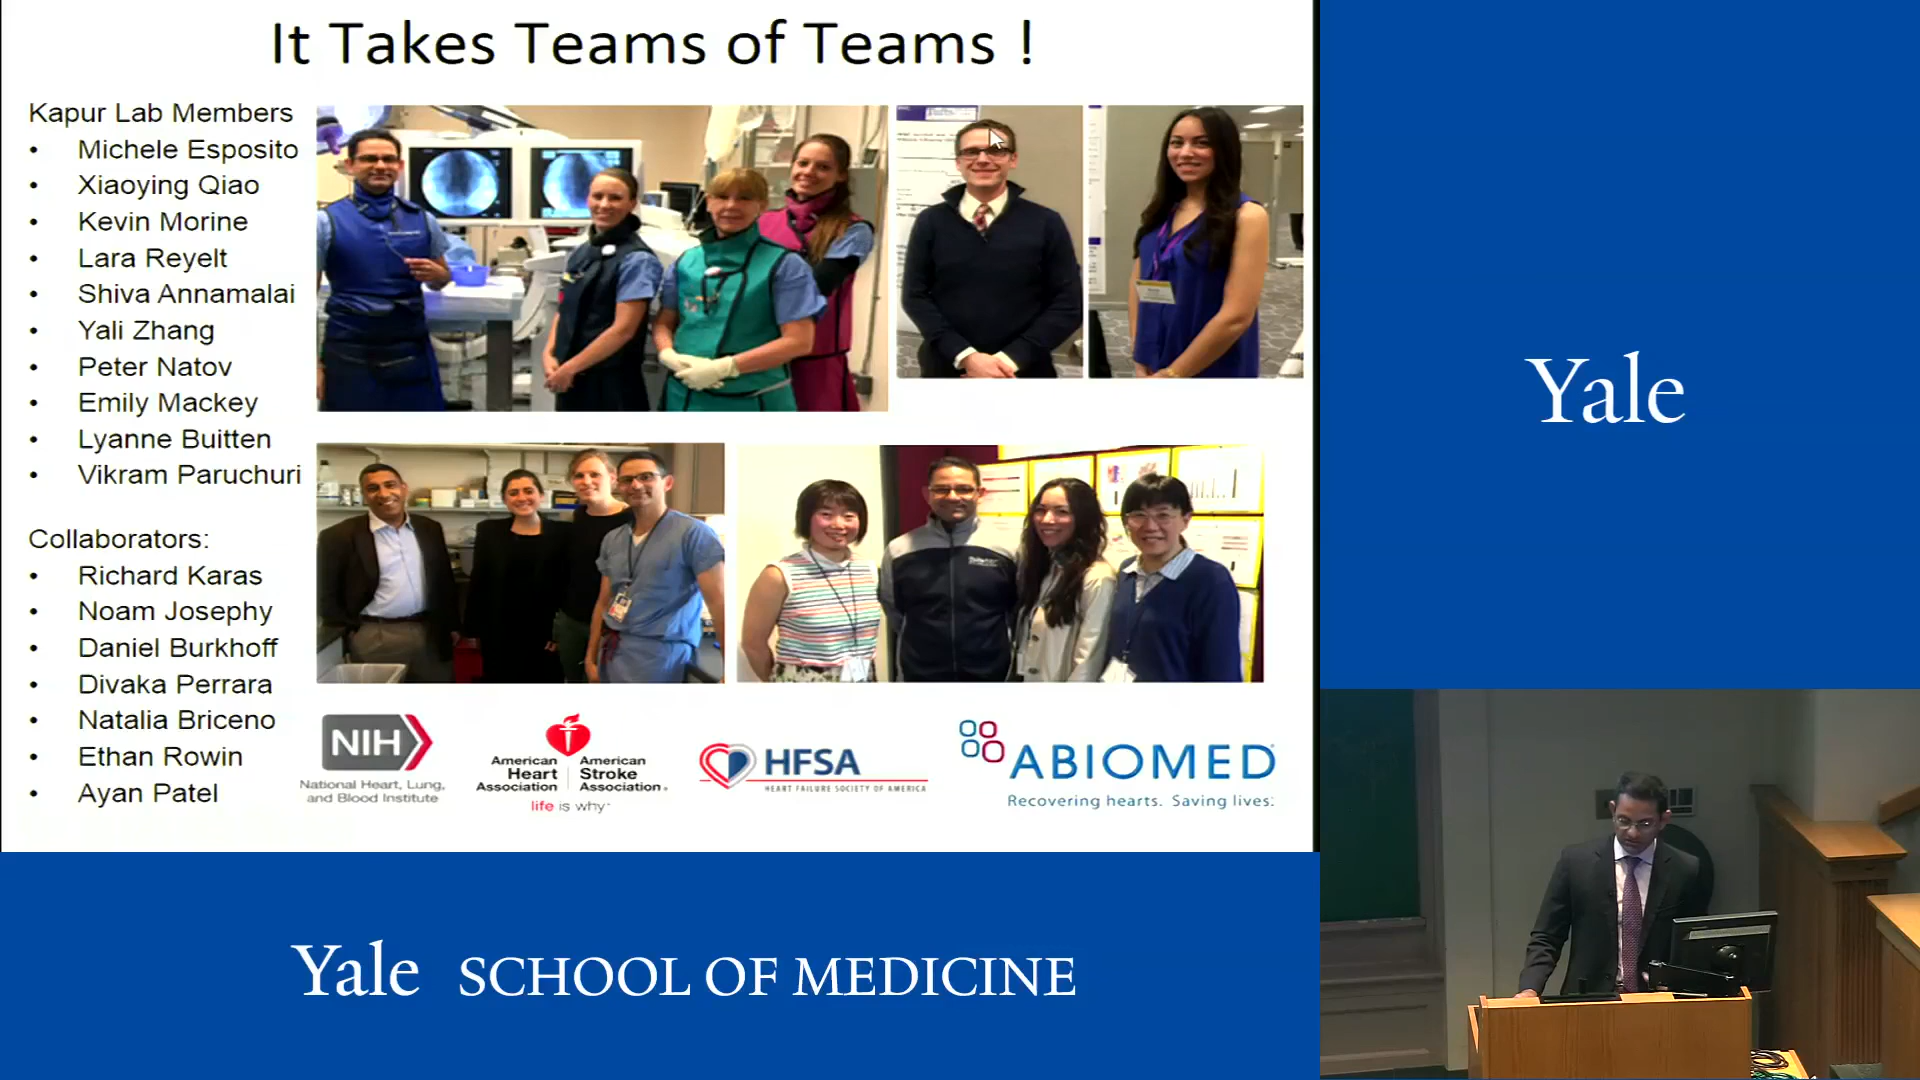 It Takes Teams of Teams !
Kapur Lab Members
• Michele Esposito
• Xiaoying Qiao
• Kevin Morine
• Lara Reyelt
• Shiva Annamalai
• Yali Zhang
• Peter Natov
• Emily Mackey
• Lyanne Buitten
• Vikram Paruchuri
Collaborators:
• Richard Karas
• Noam Josephy
• Daniel Burkhoff
• Divaka Perrara
• Natalia Briceno
• Ethan Rowin
• Ayan Patel
NIH
National Heart, Lung,
and Blood Institute
American Heart Association
American Stroke Association
life is why
HFSA
HEART FAILURE SOCIETY OF AMERICA
ABIOMED
Recovering hearts. Saving lives.
Yale
Yale SCHOOL OF MEDICINE